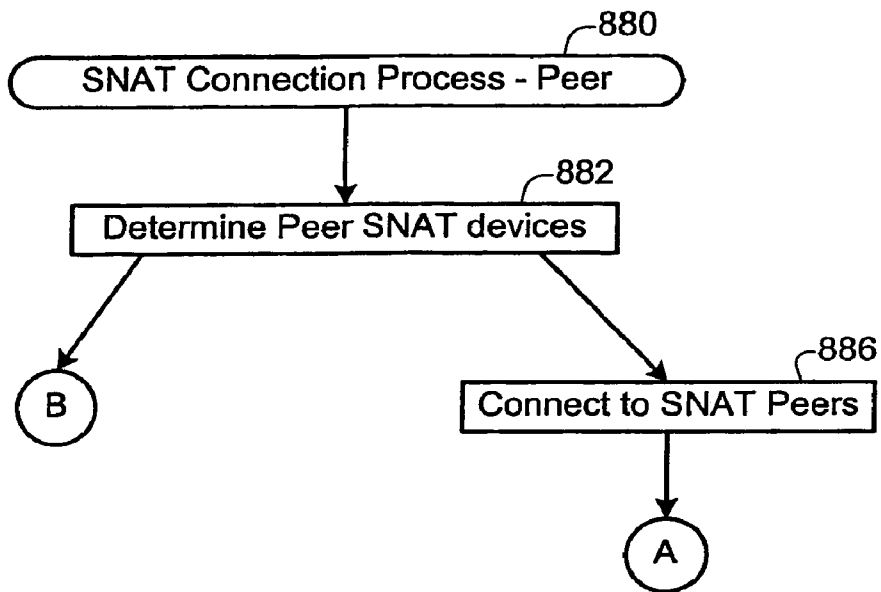 880
SNAT Connection Process - Peer
882
Determine Peer SNAT devices
886
B
Connect to SNAT Peers
A